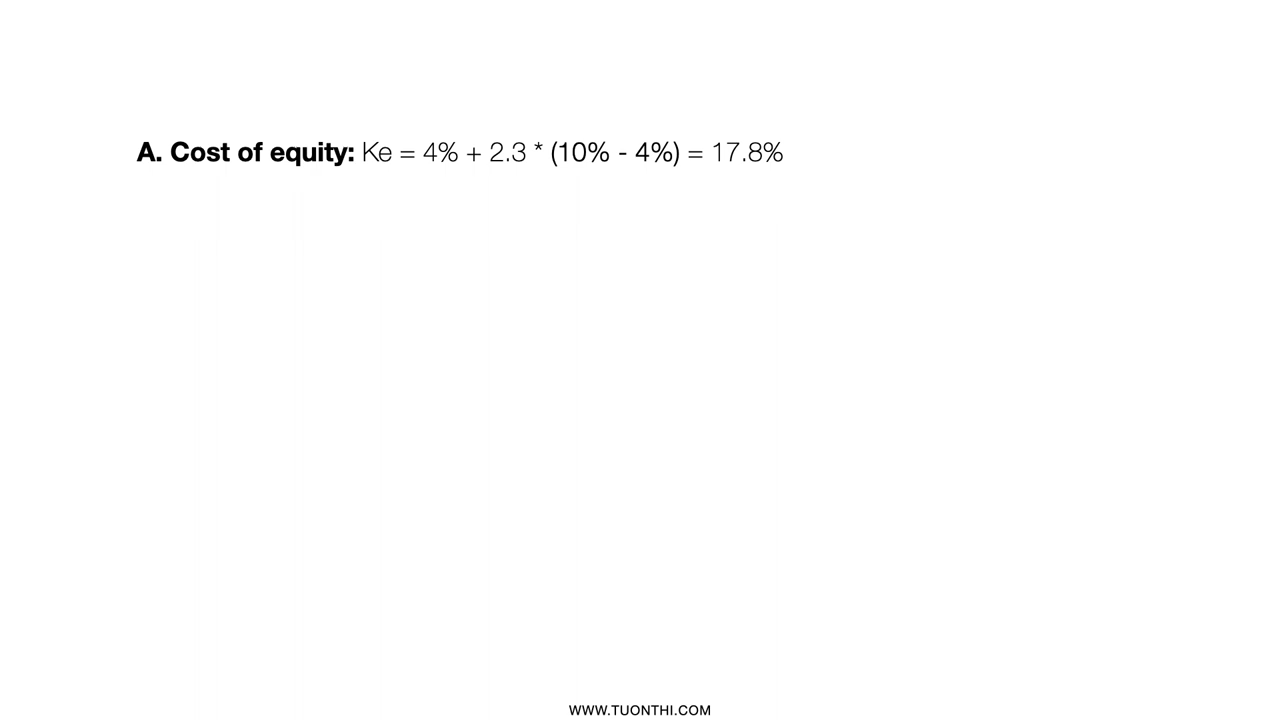 A. Cost of equity: Ke = 4% + 2.3 * (10% - 4%) = 17.8%
WWW.TUONTHI.COM